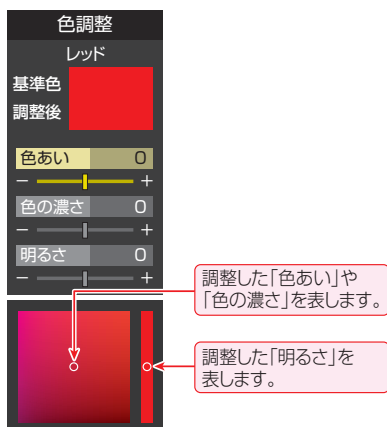 色調整
レッド
基準色
調整後
色あい 0
− +
色の濃さ 0
− +
明るさ 0
− +
調整した「色あい」や
「色の濃さ」を表します。
調整した「明るさ」を
表します。